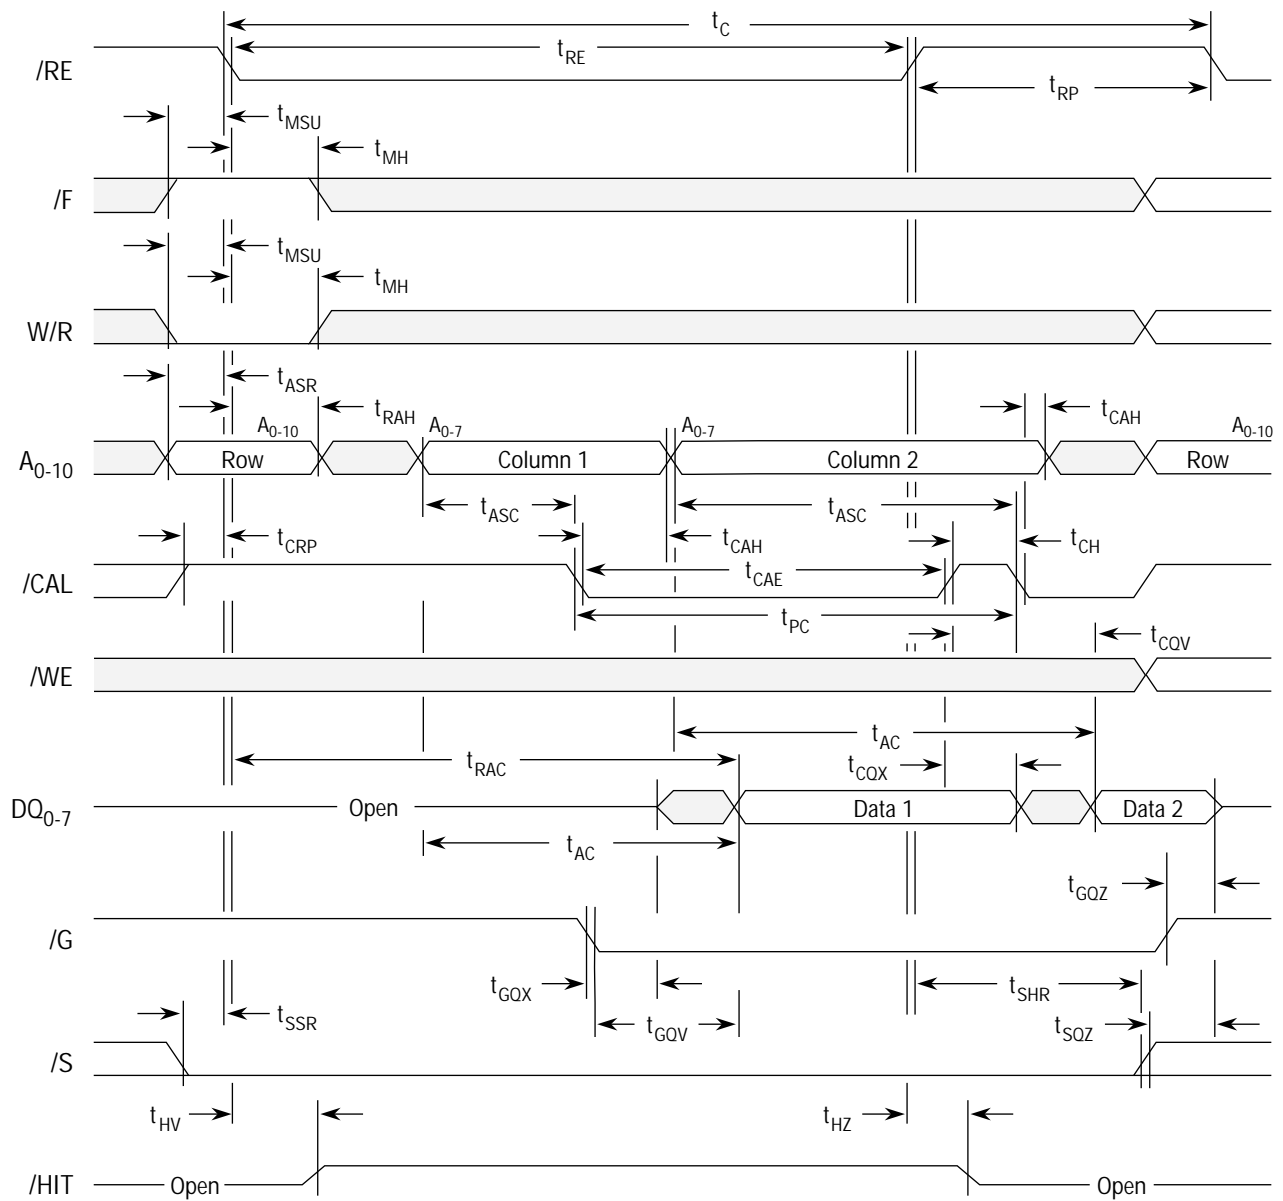 tC
/RE
tRE
tRP
tMSU
tMH
/F
tMSU
tMH
W/R
tASR
tRAH
tCAH
A0-10
A0-7
A0-7
A0-10
A0-10
Row
Column 1
Column 2
Row
tASC
tASC
tCRP
tCAH
tCH
/CAL
tCAE
tPC
tCQV
/WE
tAC
tRAC
tCQX
DQ0-7
Open
Data 1
Data 2
tAC
tGQZ
/G
tGQX
tSHR
tSSR
tGQV
tSQZ
/S
tHV
tHZ
/HIT
Open
Open